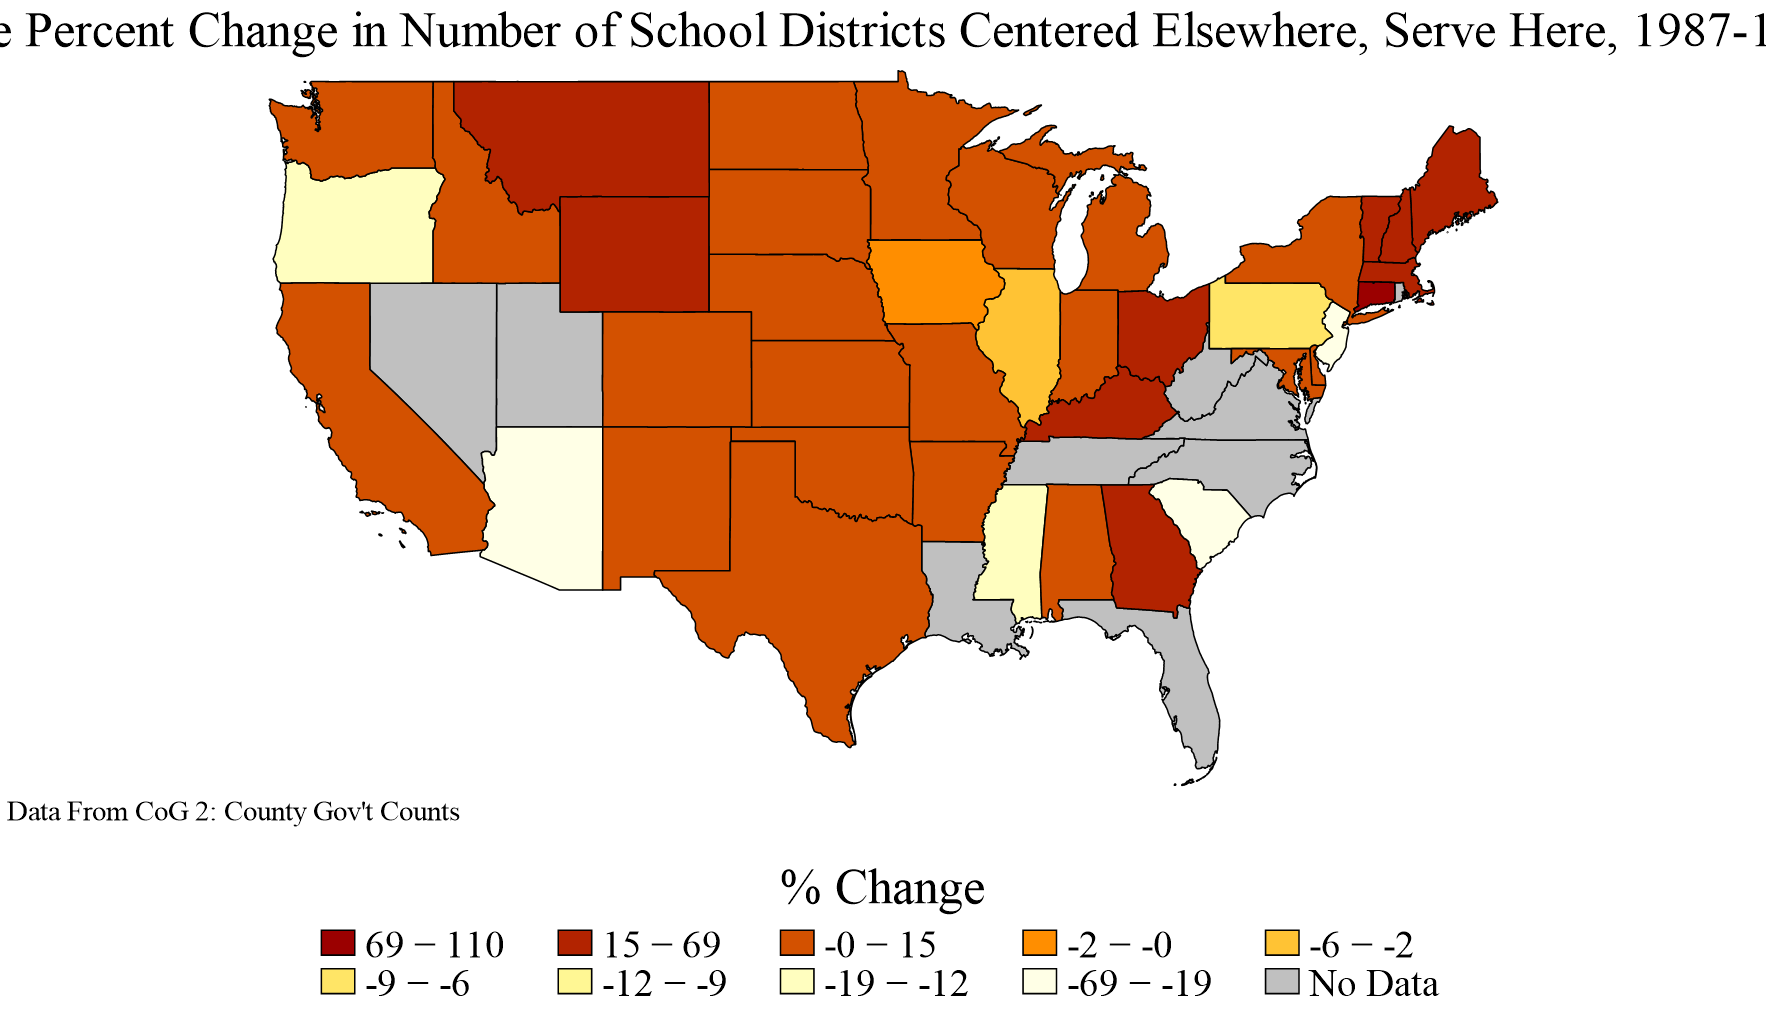 e Percent Change in Number of School Districts Centered Elsewhere, Serve Here, 1987-1
Data From CoG 2: County Gov't Counts
% Change
69 – 110 15 – 69 -0 – 15 -2 – -0 -6 – -2
-9 – -6 -12 – -9 -19 – -12 -69 – -19 No Data